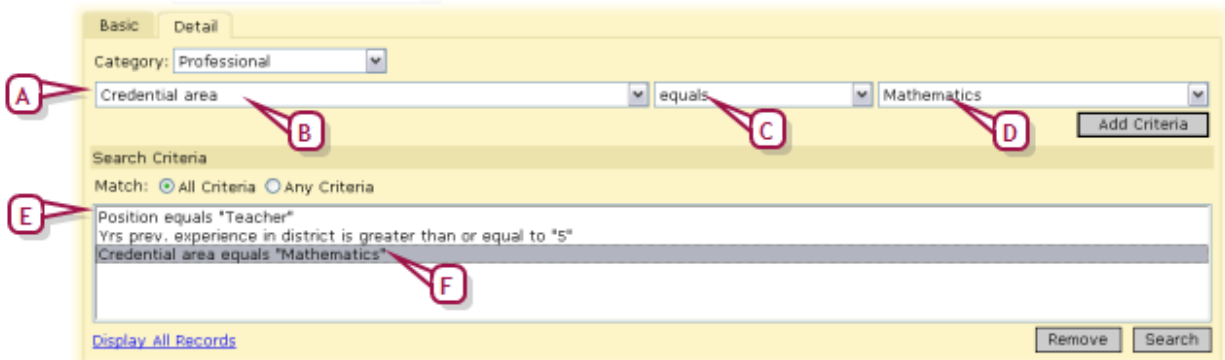 Basic Detail
Category: Professional
A
Credential area equals Mathematics
B C D
Add Criteria
Search Criteria
Match: All Criteria Any Criteria
E
Position equals "Teacher"
Yrs prev. experience in district is greater than or equal to "5"
Credential area equals "Mathematics"
F
Display All Records Remove Search